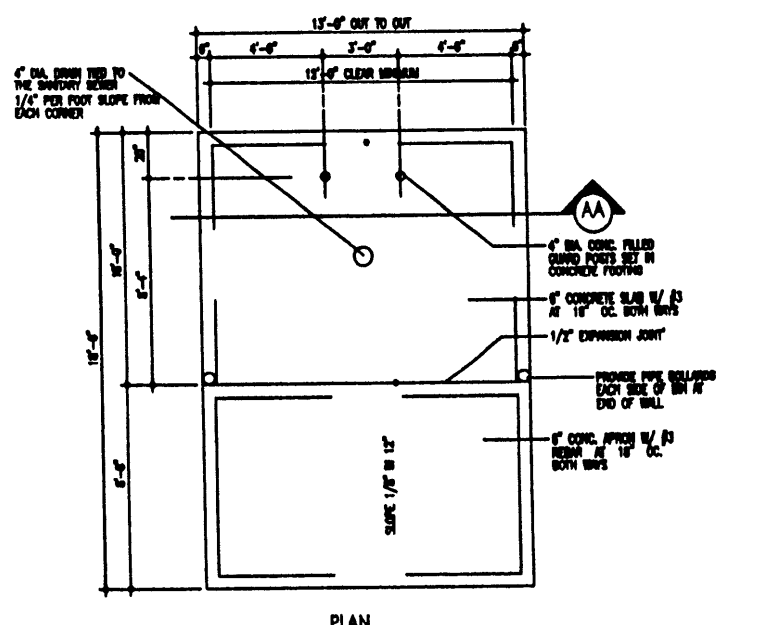 13'-0" OUT TO OUT
6" 4'-6" 3'-0" 4'-6" 6"
12'-0" CLEAR MINIMUM
4" DIA. DRAIN TIED TO
THE SANITARY SEWER
1/4" PER FOOT SLOPE FROM
EACH CORNER
AA
4" DIA. CONC. FILLED
GUARD POSTS SET IN
CONCRETE FOOTING
6" CONCRETE SLAB W/ #3
AT 18" OC. BOTH WAYS
1/2" EXPANSION JOINT
PROVIDE PIPE BOLLARDS
EACH SIDE OF BIN AT
END OF WALL
6" CONC. APRON W/ #3
REBAR AT 18" OC.
BOTH WAYS
SLOPE 1/8" IN 12"
PLAN